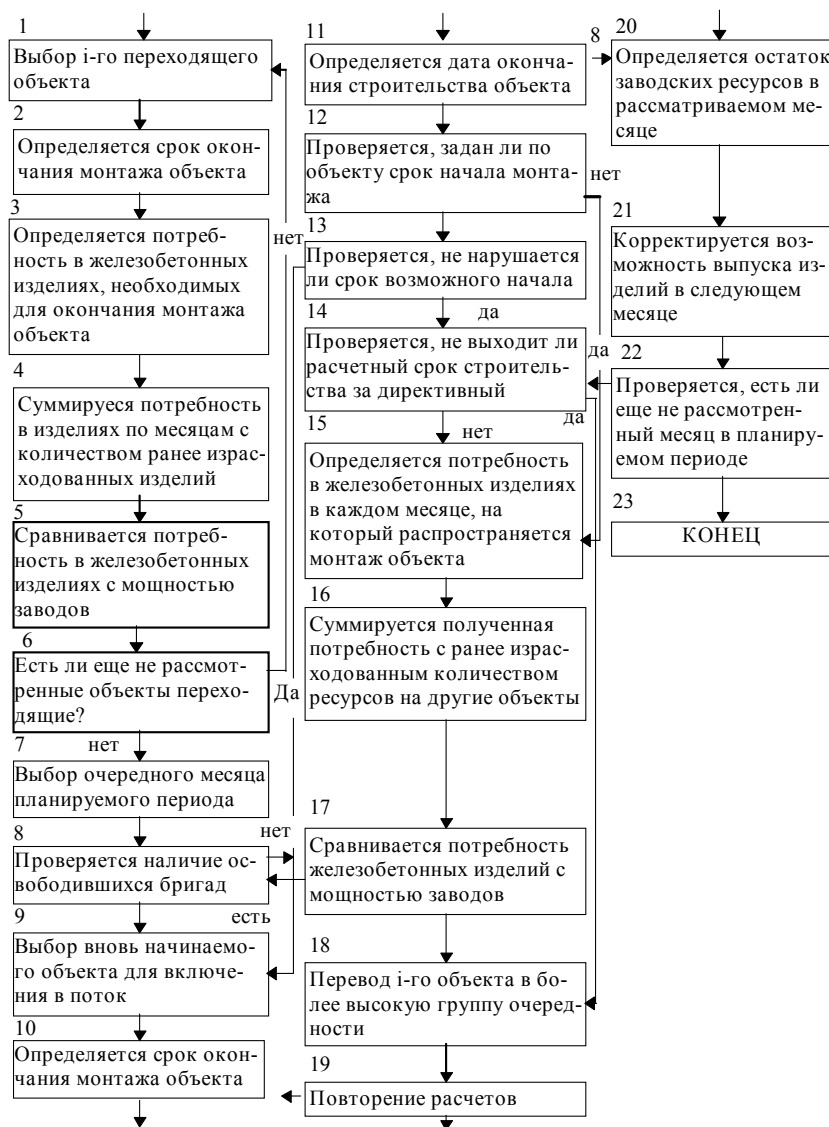 1
Выбор i-го переходящего
объекта
2
Определяется срок окон-
чания монтажа объекта
3
Определяется потреб-
ность в железобетонных
изделиях, необходимых
для окончания монтажа
объекта
4
Суммируеся потребность
в изделиях по месяцам с
количеством ранее израс-
ходованных изделий
5
Сравнивается потреб-
ность в железобетонных
изделиях с мощностью
заводов
6
Есть ли еще не рассмот-
ренные объекты перехо-
дящие?
Да
нет
7
Выбор очередного месяца
планируемого периода
8
нет
Проверяется наличие ос-
вободившихся бригад
9
есть
Выбор вновь начинаемо-
го объекта для включе-
ния в поток
10
Определяется срок окон-
чания монтажа объекта
11
Определяется дата оконча-
ния строительства объекта
12
Проверяется, задан ли по
объекту срок начала монта-
жа
нет
13
нет
Проверяется, не нарушается
ли срок возможного начала
14
да
Проверяется, не выходит ли
расчетный срок строитель-
ства за директивный
да
да
15
нет
Определяется потребность
в железобетонных изделиях
в каждом месяце, на
который распространяется
монтаж объекта
16
Суммируется полученная
потребность с ранее израс-
ходованным количеством
ресурсов на другие объекты
17
Сравнивается потребность
железобетонных изделий с
мощностью заводов
18
Перевод i-го объекта в бо-
лее высокую группу очеред-
ности
19
Повторение расчетов
8
20
Определяется остаток
заводских ресурсов в
рассматриваемом ме-
сяце
21
Корректируется воз-
можность выпуска из-
делий в следующем
месяце
22
Проверяется, есть ли
еще не рассмотрен-
ный месяц в планиру-
емом периоде
23
КОНЕЦ